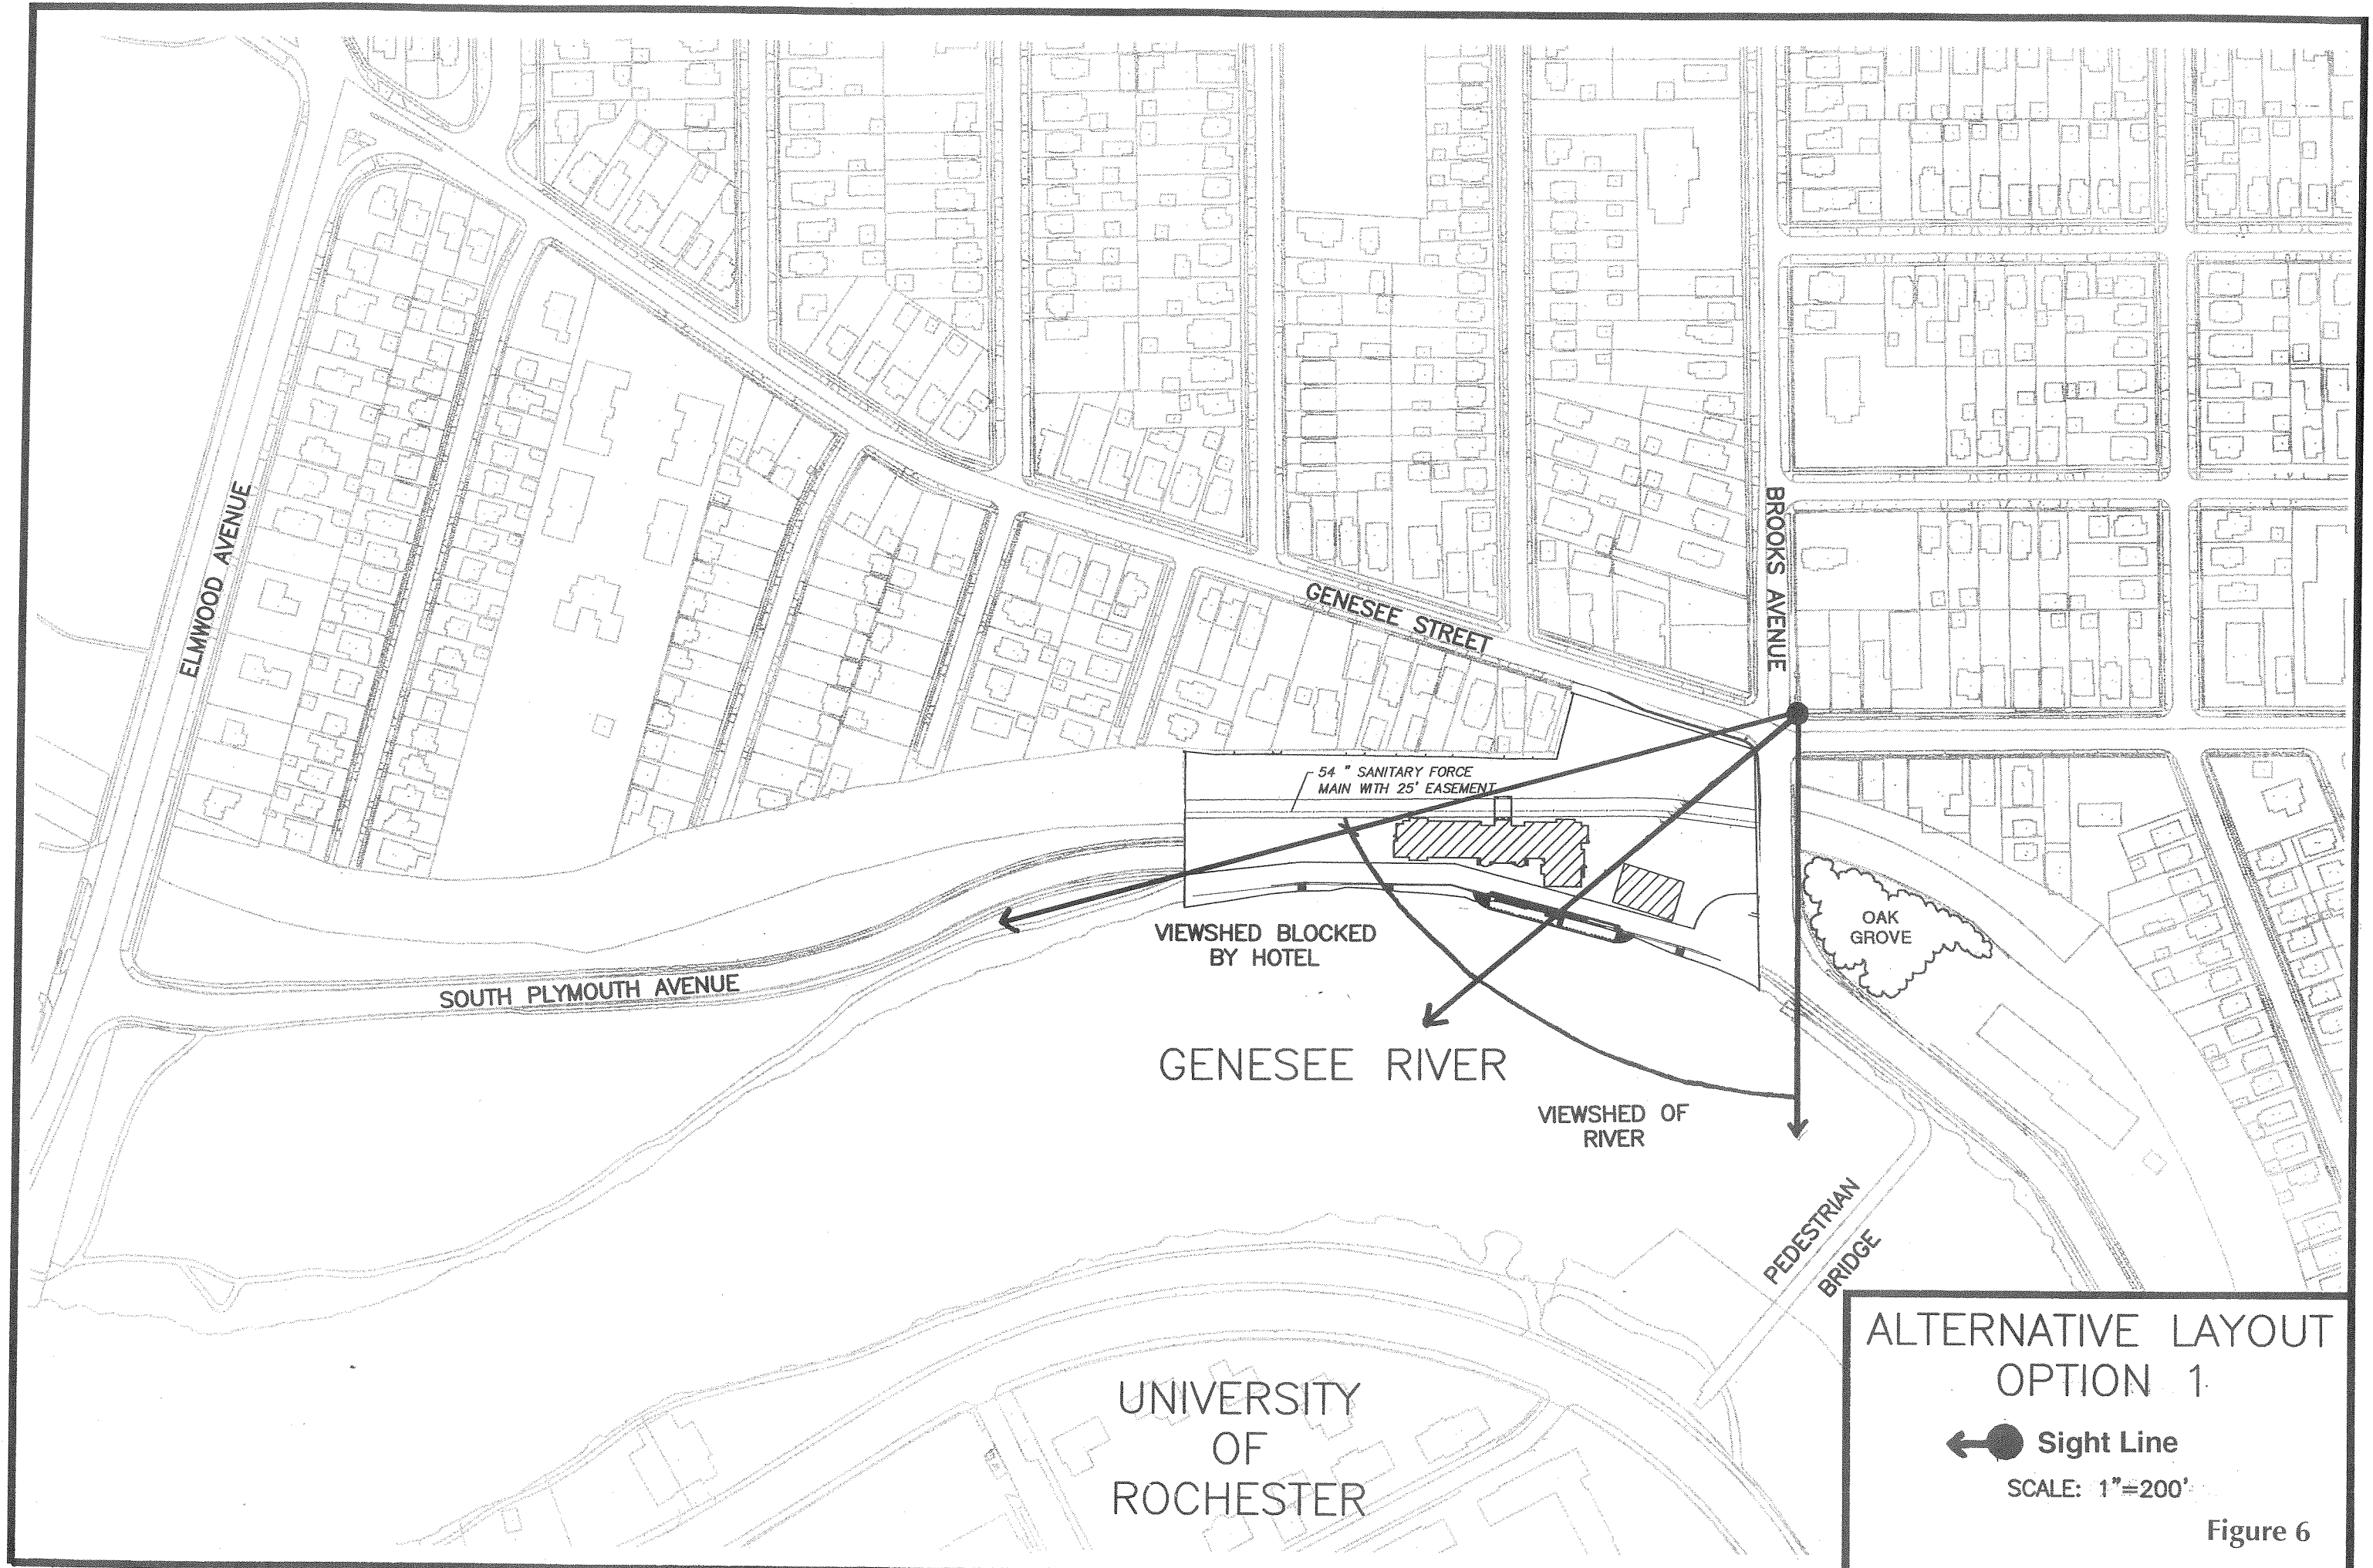 ELMWOOD AVENUE
GENESEE STREET
BROOKS AVENUE
54 " SANITARY FORCE
MAIN WITH 25' EASEMENT
OAK
GROVE
VIEWSHED BLOCKED
BY HOTEL
SOUTH PLYMOUTH AVENUE
GENESEE RIVER
VIEWSHED OF
RIVER
PEDESTRIAN
BRIDGE
UNIVERSITY
OF
ROCHESTER
ALTERNATIVE LAYOUT
OPTION 1
Sight Line
SCALE: 1"=200'
Figure 6